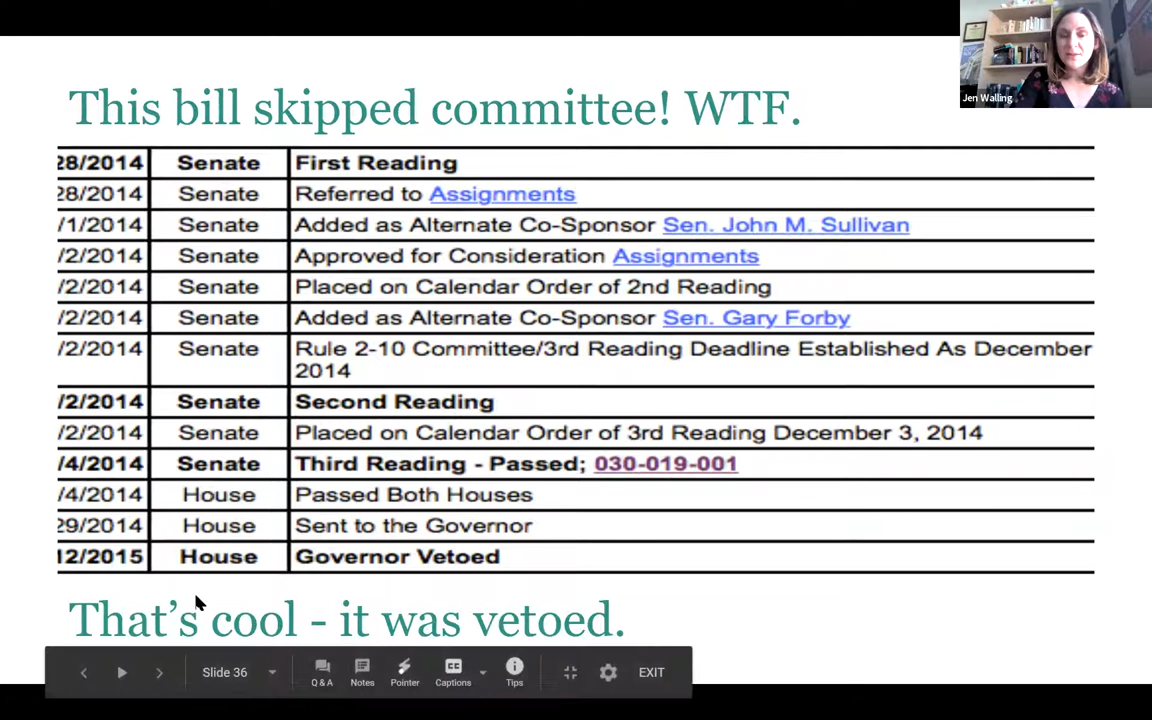 Jen Walling
This bill skipped committee! WTF.
28/2014 Senate First Reading
28/2014 Senate Referred to Assignments
/1/2014 Senate Added as Alternate Co-Sponsor Sen. John M. Sullivan
/2/2014 Senate Approved for Consideration Assignments
/2/2014 Senate Placed on Calendar Order of 2nd Reading
/2/2014 Senate Added as Alternate Co-Sponsor Sen. Gary Forby
/2/2014 Senate Rule 2-10 Committee/3rd Reading Deadline Established As December
2014
/2/2014 Senate Second Reading
/2/2014 Senate Placed on Calendar Order of 3rd Reading December 3, 2014
/4/2014 Senate Third Reading - Passed; 030-019-001
/4/2014 House Passed Both Houses
29/2014 House Sent to the Governor
12/2015 House Governor Vetoed
That's cool - it was vetoed.
Slide 36 Q & A Notes Pointer CC Captions Tips EXIT